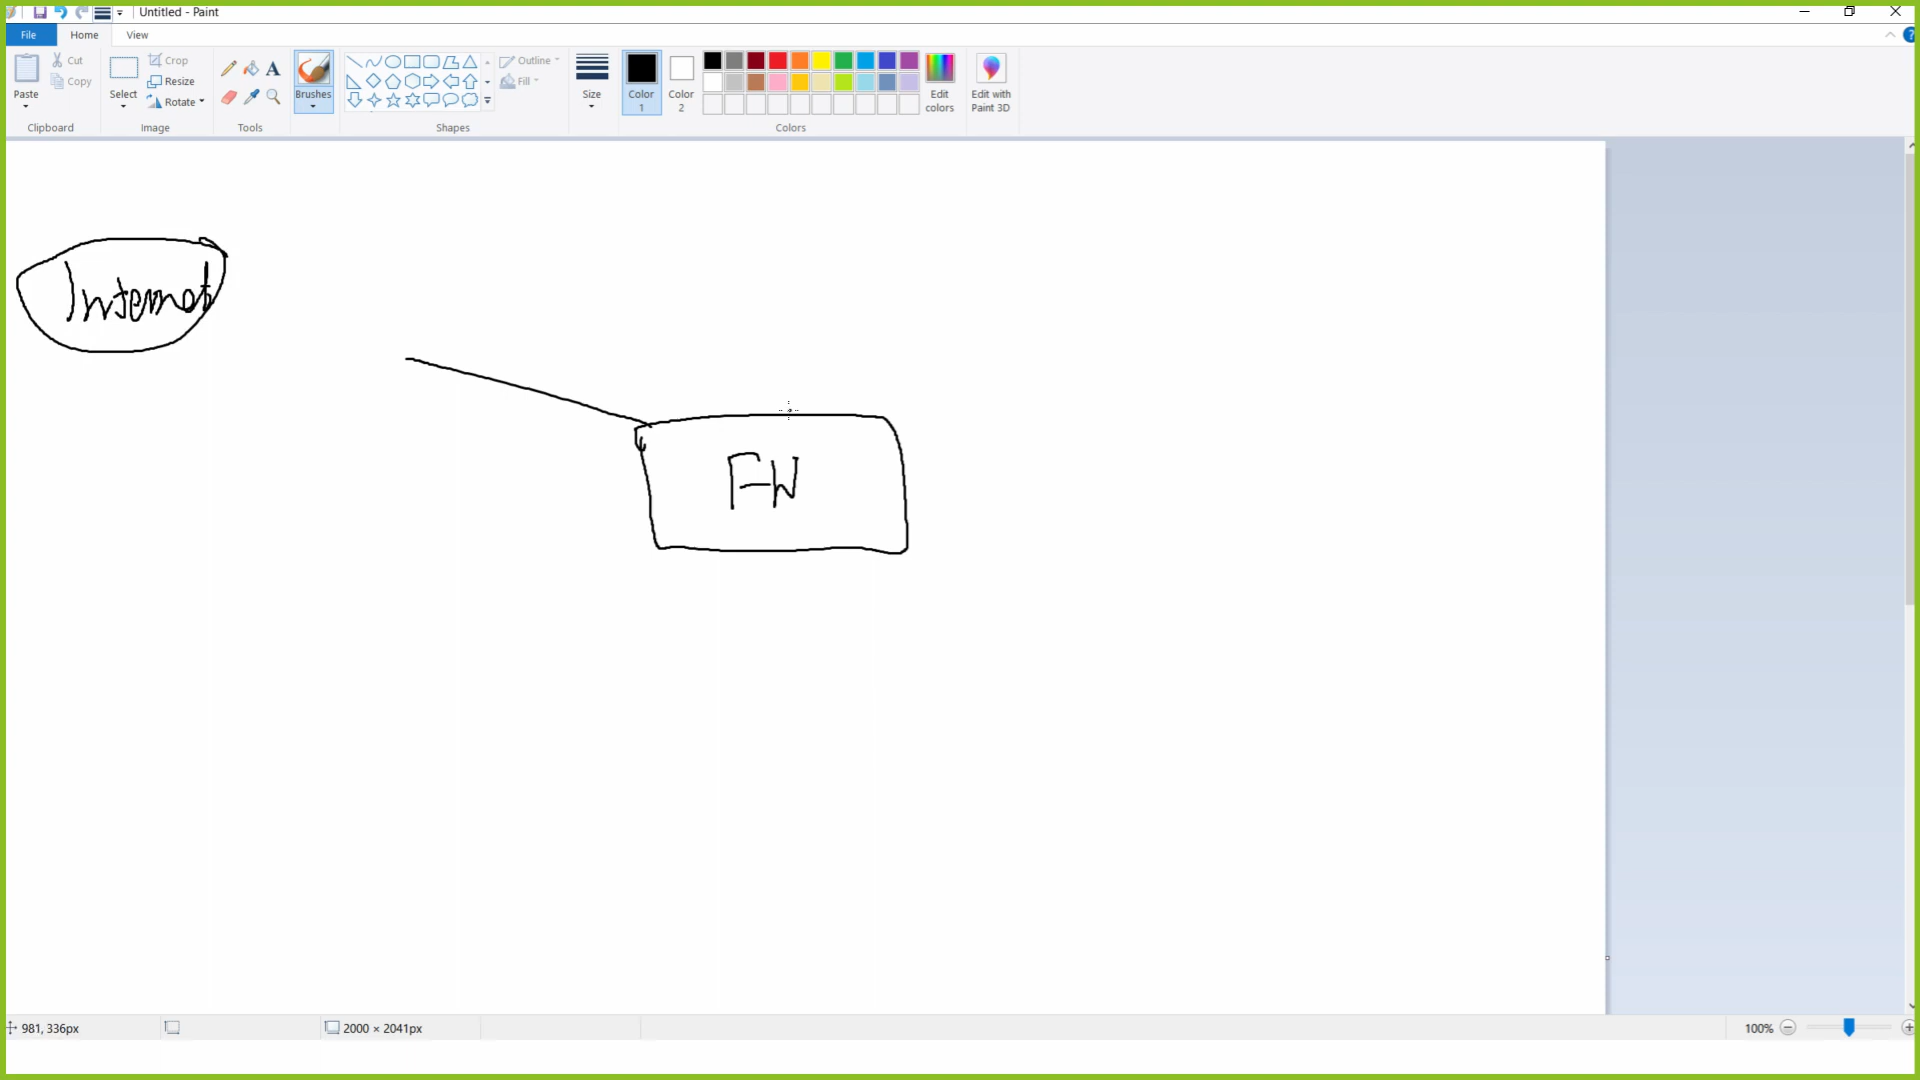 Untitled - Paint
File Home View
Paste
Cut
Copy
Clipboard
Select
Crop
Resize
Rotate
Image
A
Tools
Brushes
Shapes
Outline
Fill
Size
Color 1
Color 2
Colors
Edit colors
Edit with Paint 3D
?
Internet
FW
981, 336px
2000 × 2041px
100%